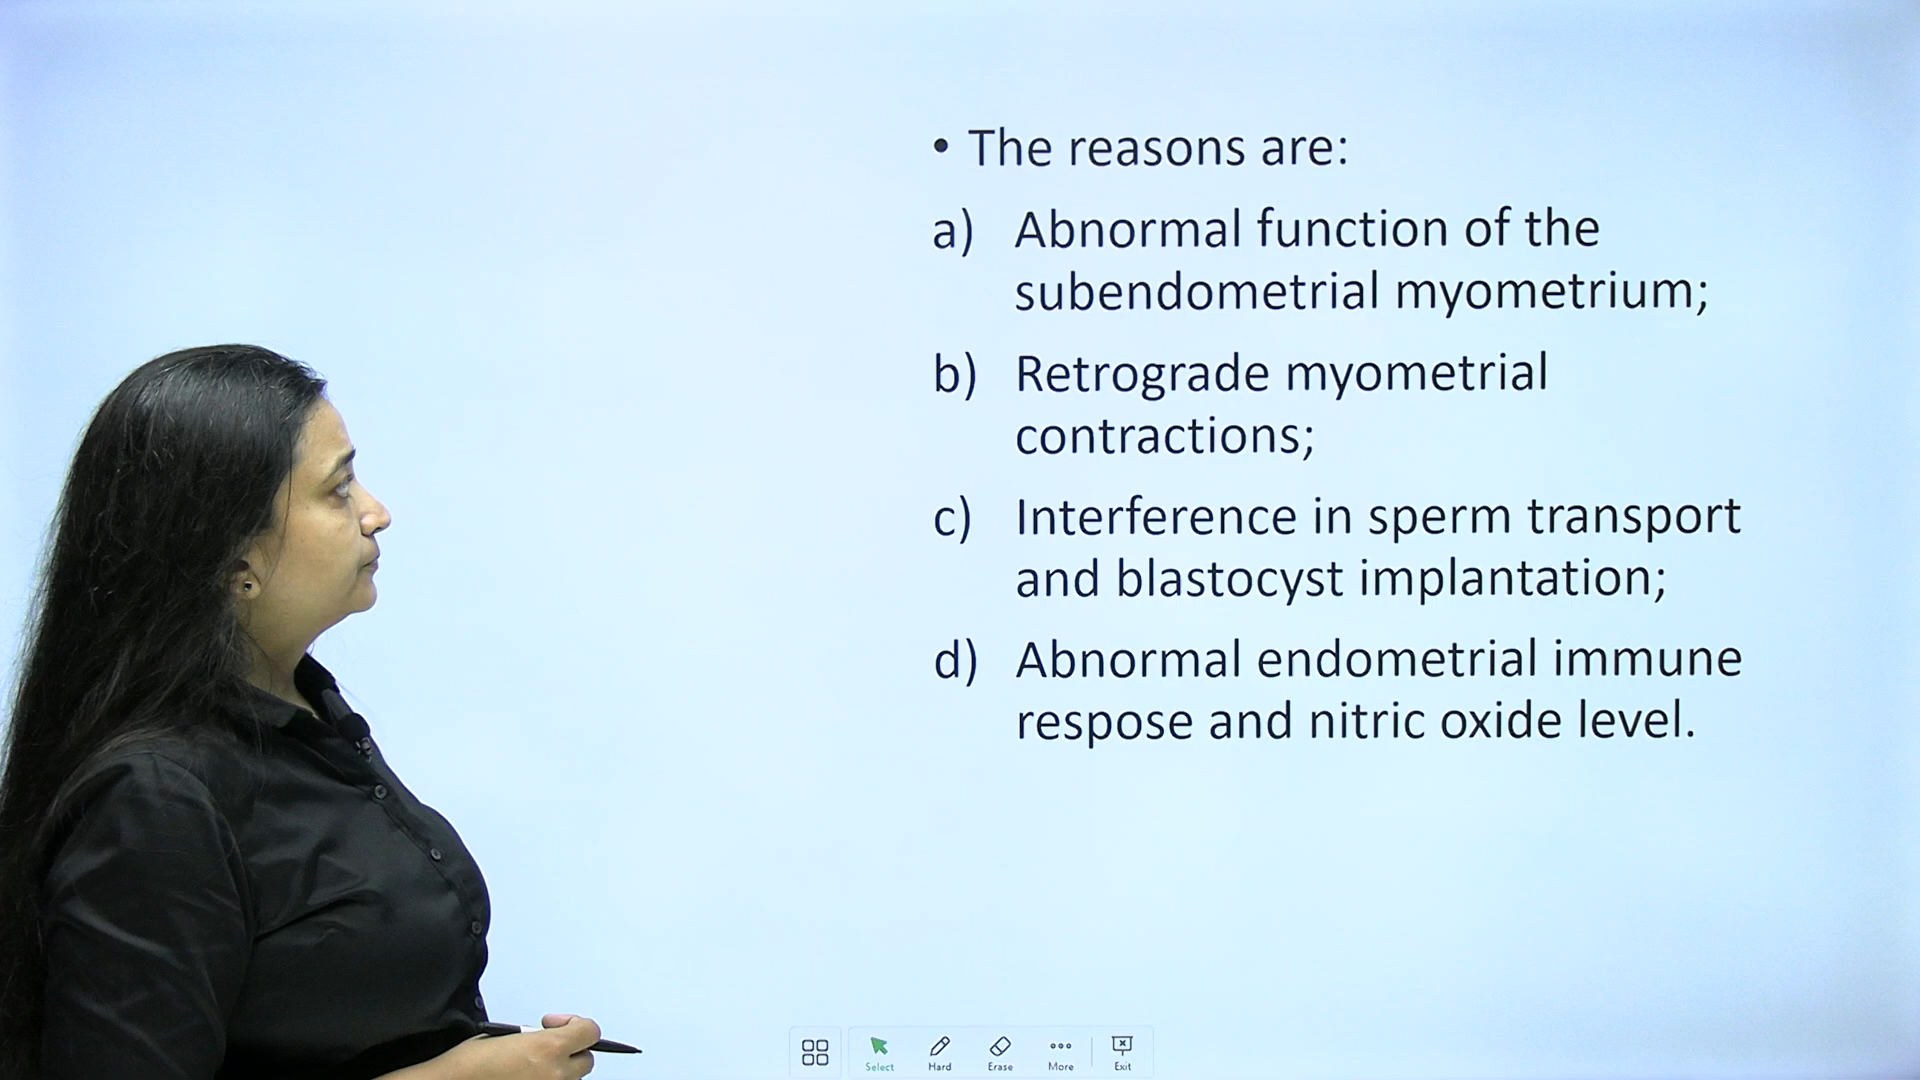 • The reasons are:
a) Abnormal function of the
subendometrial myometrium;
b) Retrograde myometrial
contractions;
c) Interference in sperm transport
and blastocyst implantation;
d) Abnormal endometrial immune
respose and nitric oxide level.
Select Hard Erase More Exit